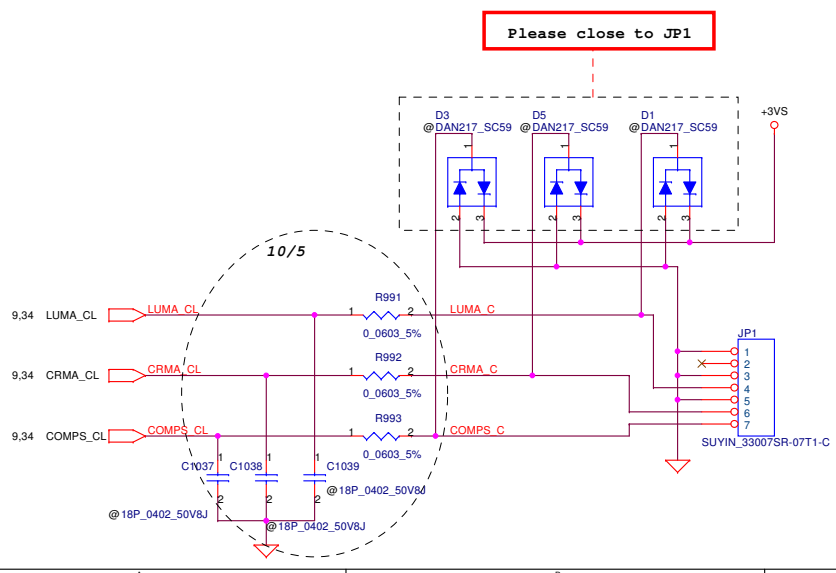 Please close to JP1
D3
@DAN217_SC59
D5
@DAN217_SC59
D1
@DAN217_SC59
+3VS
1
1
1
2
3
2
3
2
3
10/5
9,34 LUMA_CL
LUMA_CL
1
R991
2
0_0603_5%
LUMA_C
9,34 CRMA_CL
CRMA_CL
1
R992
2
0_0603_5%
CRMA_C
9,34 COMPS_CL
COMPS_CL
1
R993
2
0_0603_5%
COMPS_C
JP1
1
2
3
4
5
6
7
SUYIN_33007SR-07T1-C
1
1
1
C1037
C1038
C1039
2
2
2
@18P_0402_50V8J
@18P_0402_50V8J
@18P_0402_50V8J